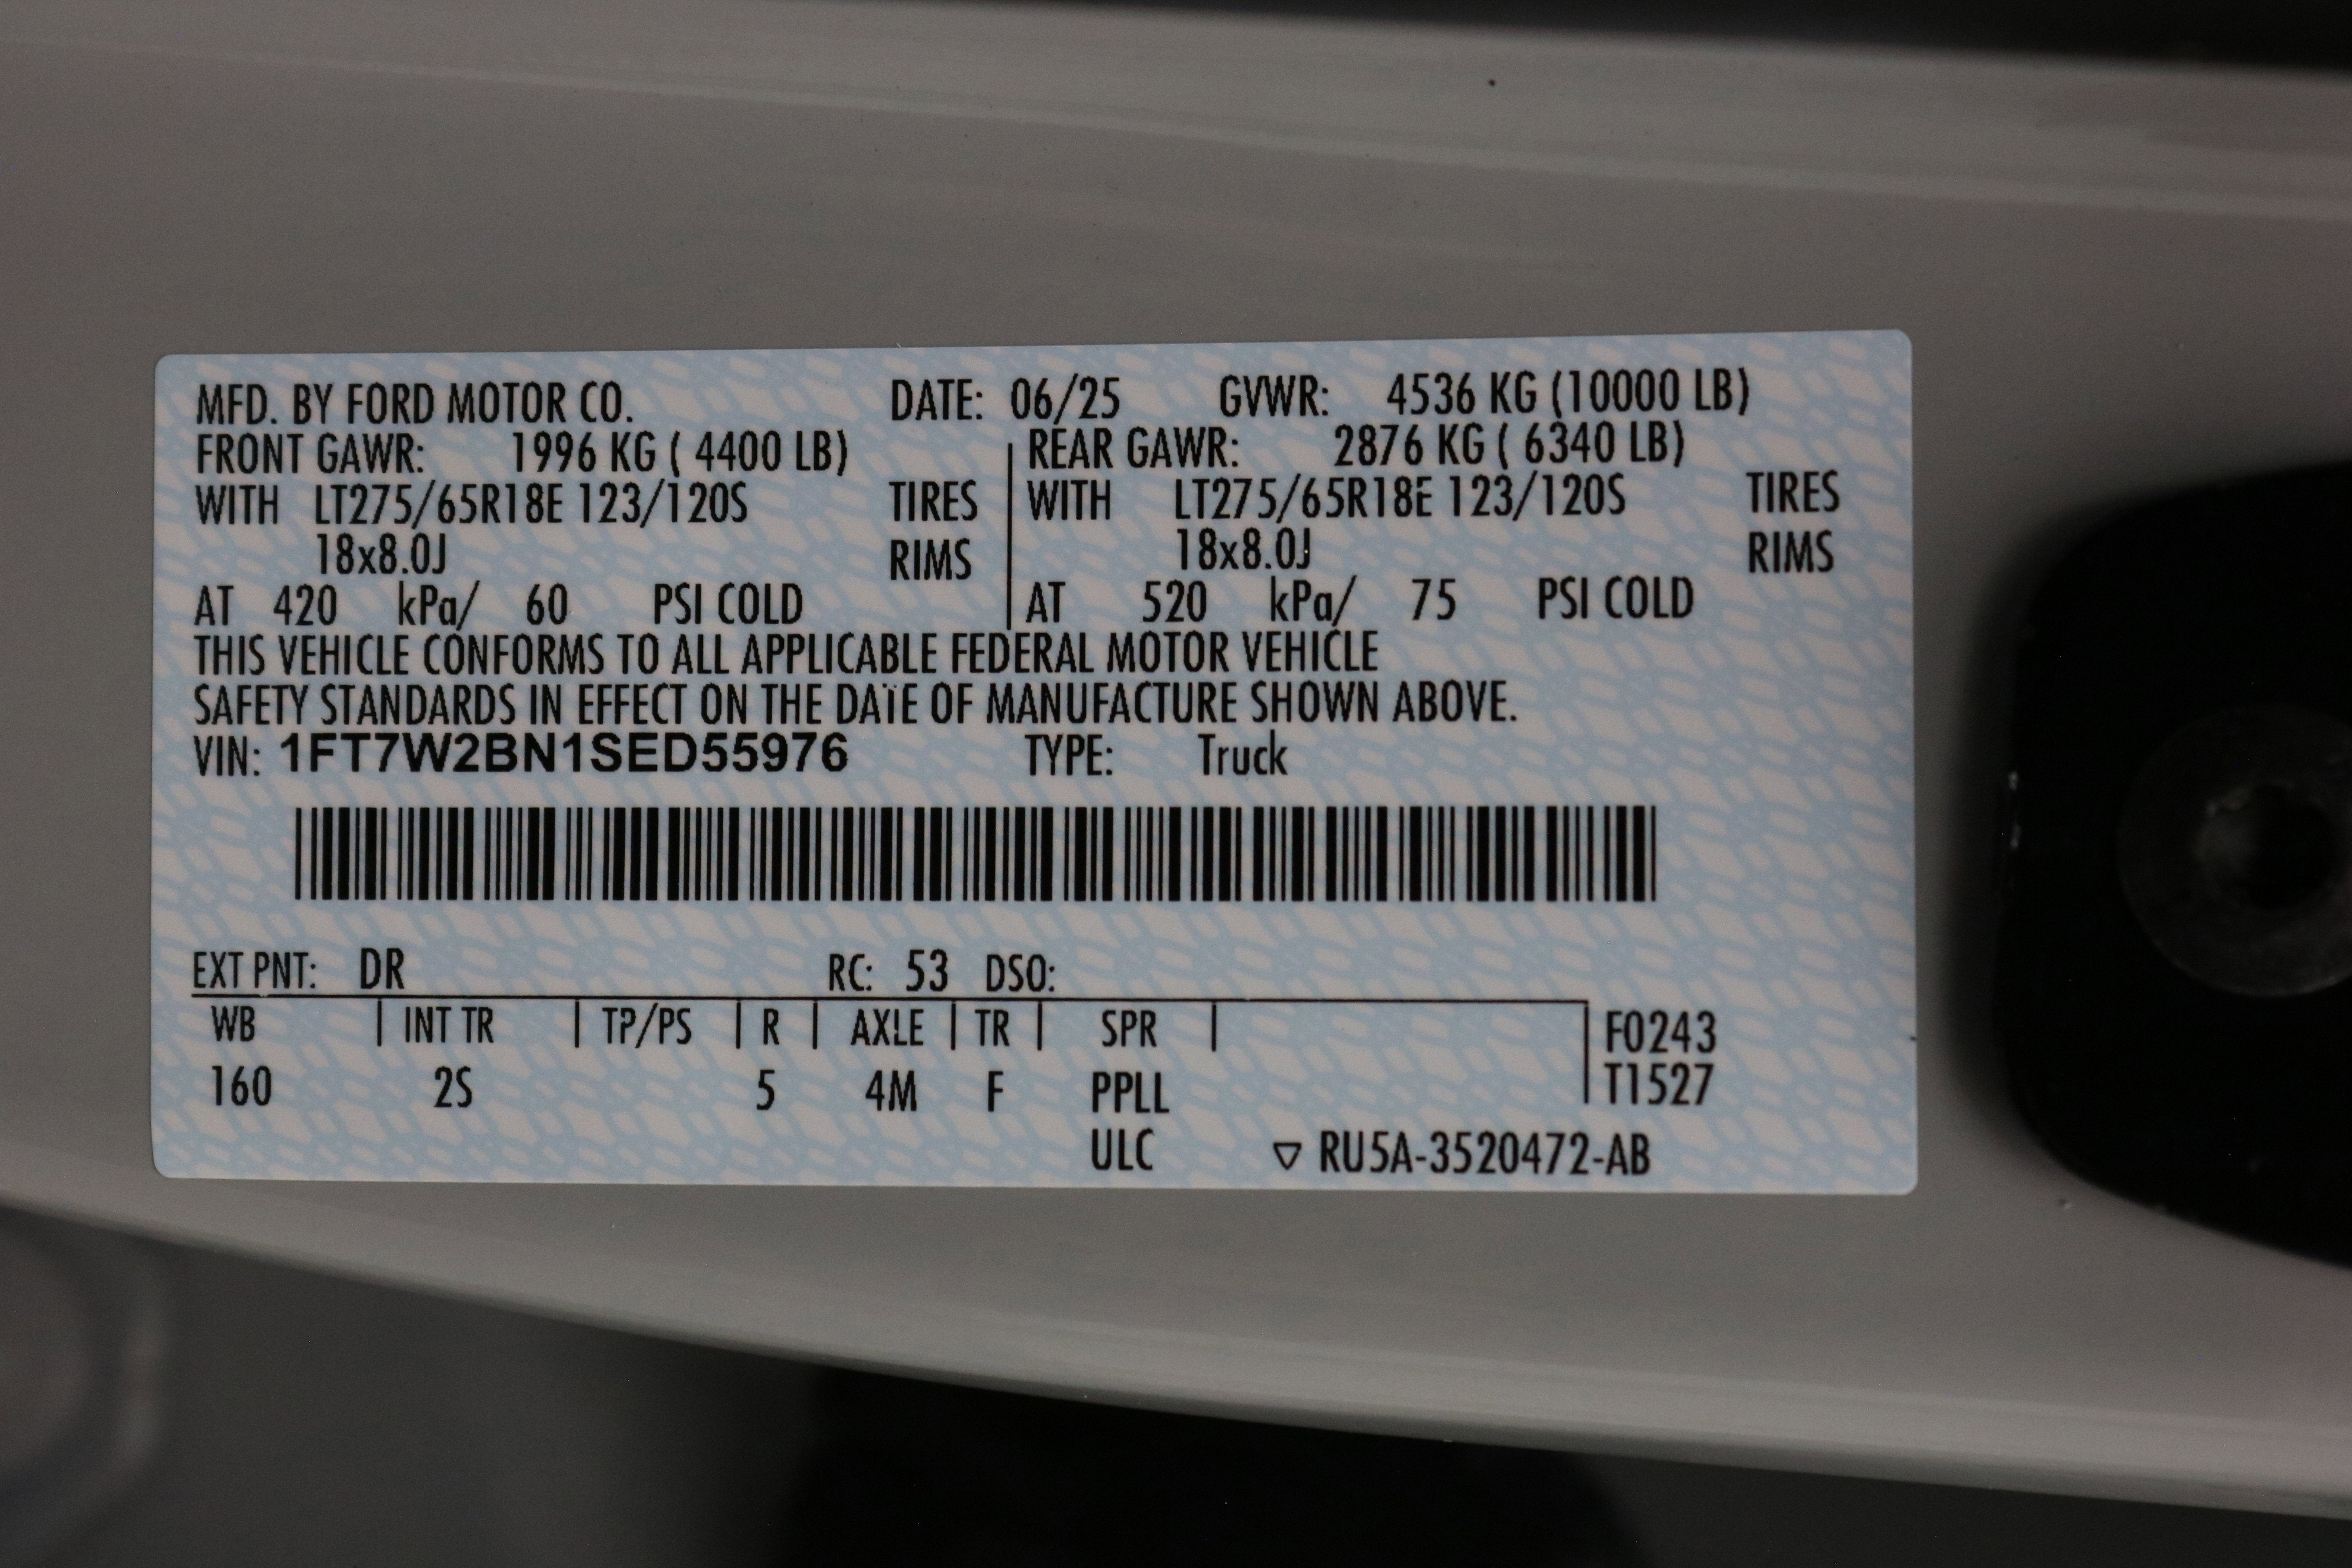 MFD. BY FORD MOTOR CO. DATE: 06/25 GVWR: 4536 KG (10000 LB)
FRONT GAWR: 1996 KG ( 4400 LB) REAR GAWR: 2876 KG ( 6340 LB)
WITH LT275/65R18E 123/120S TIRES WITH LT275/65R18E 123/120S TIRES
18x8.0J RIMS 18x8.0J RIMS
AT 420 kPa/ 60 PSI COLD AT 520 kPa/ 75 PSI COLD
THIS VEHICLE CONFORMS TO ALL APPLICABLE FEDERAL MOTOR VEHICLE
SAFETY STANDARDS IN EFFECT ON THE DATE OF MANUFACTURE SHOWN ABOVE.
VIN: 1FT7W2BN1SED55976 TYPE: Truck
EXT PNT: DR RC: 53 DSO:
WB INT TR TP/PS R AXLE TR SPR F0243
160 2S 5 4M F PPLL T1527
ULC RU5A-3520472-AB